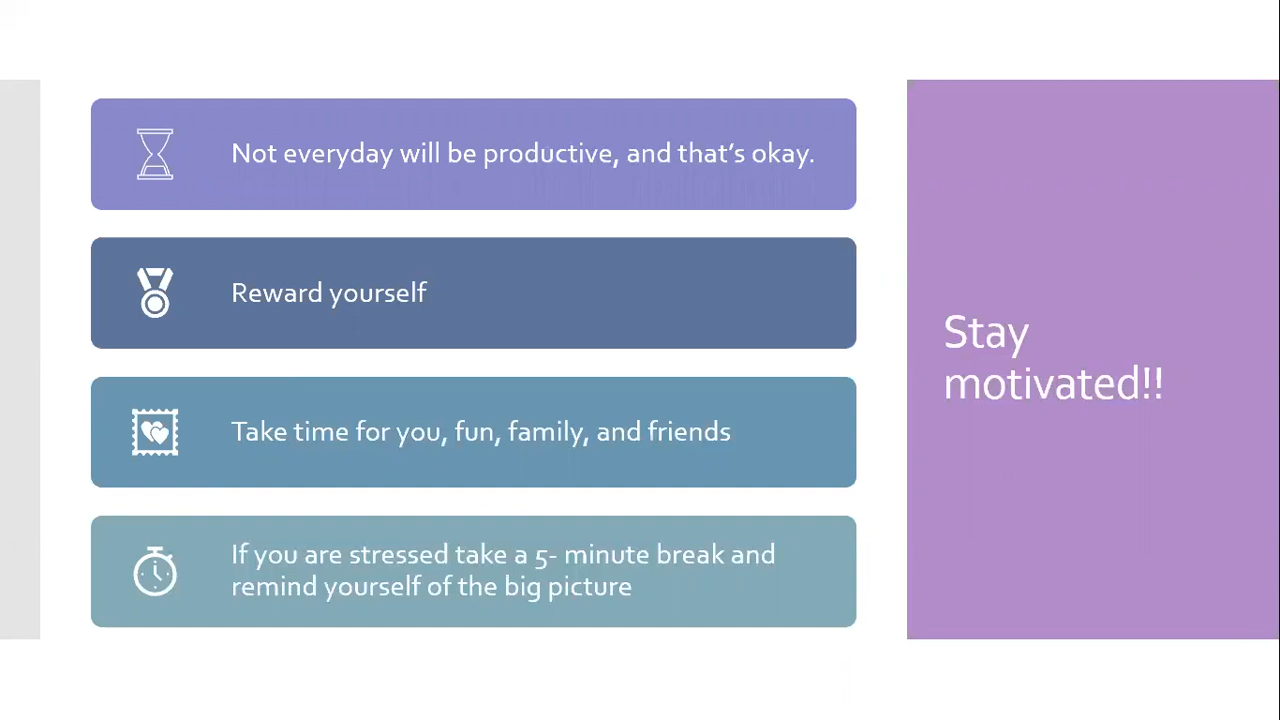 Not everyday will be productive, and that’s okay.
Reward yourself
Take time for you, fun, family, and friends
If you are stressed take a 5- minute break and
remind yourself of the big picture
Stay
motivated!!